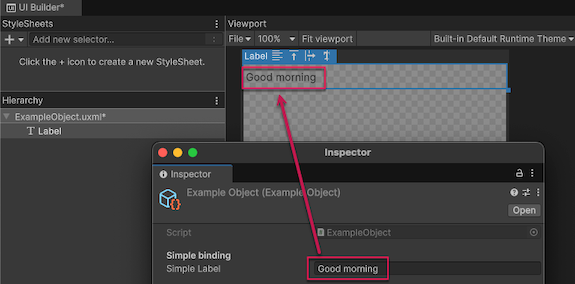 UI Builder*
StyleSheets
Add new selector...
Click the + icon to create a new StyleSheet.
Hierarchy
ExampleObject.uxml*
Label
Viewport
File 100% Fit viewport Built-in Default Runtime Theme
Label
Good morning
Inspector
Inspector
Example Object (Example Object)
Open
Script ExampleObject
Simple binding
Simple Label Good morning